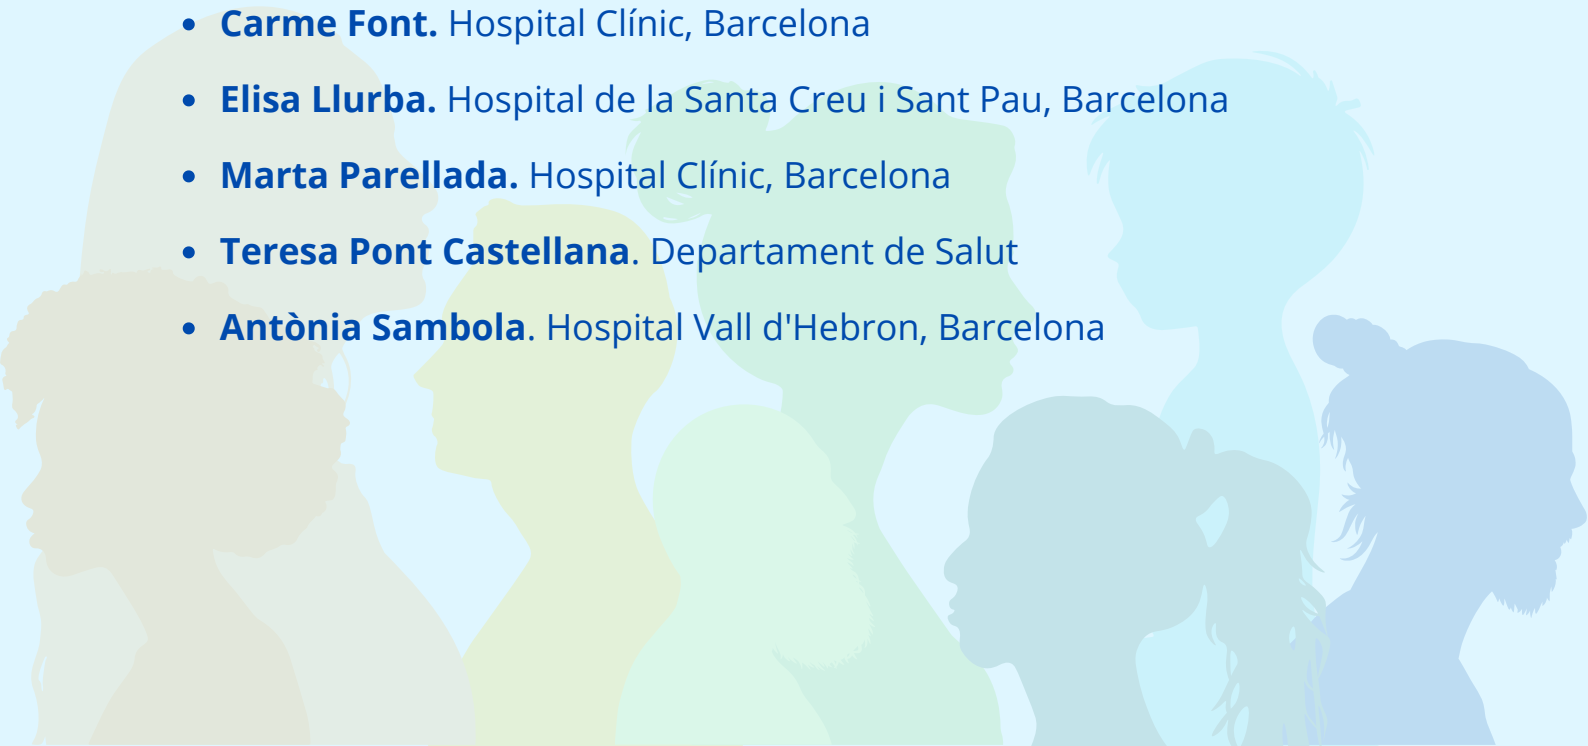 • Carme Font. Hospital Clínic, Barcelona
• Elisa Llurba. Hospital de la Santa Creu i Sant Pau, Barcelona
• Marta Parellada. Hospital Clínic, Barcelona
• Teresa Pont Castellana. Departament de Salut
• Antònia Sambola. Hospital Vall d'Hebron, Barcelona